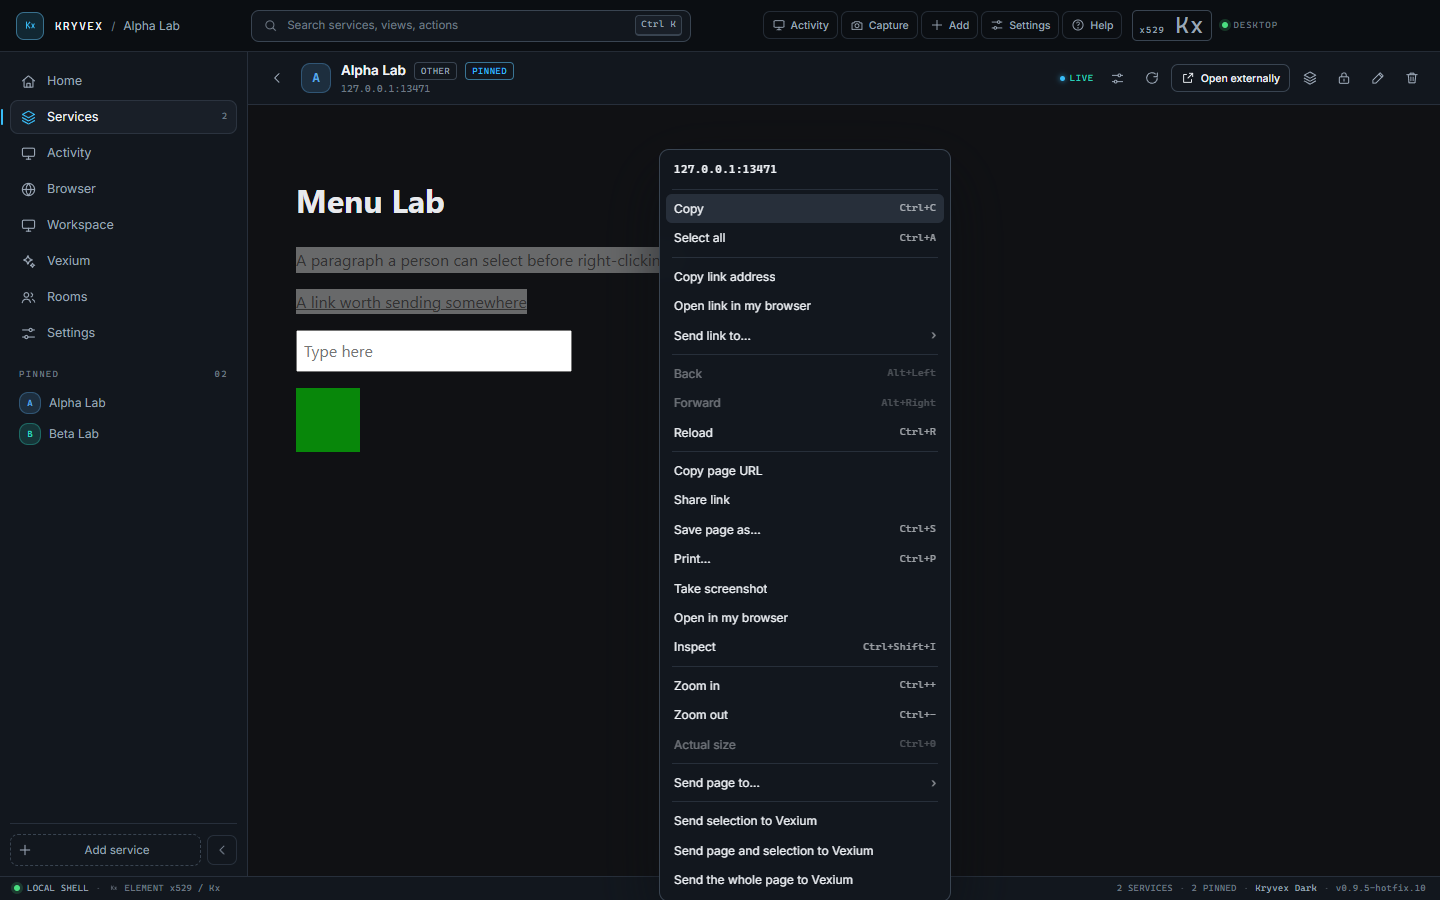 Kx KRYVEX / Alpha Lab
Search services, views, actions Ctrl K
Activity Capture Add Settings Help x529 Kx DESKTOP
Home
Services 2
Activity
Browser
Workspace
Vexium
Rooms
Settings
PINNED 02
A Alpha Lab
B Beta Lab
Add service
A Alpha Lab OTHER PINNED
127.0.0.1:13471
LIVE Open externally
Menu Lab
A paragraph a person can select before right-clickin
A link worth sending somewhere
Type here
127.0.0.1:13471
Copy Ctrl+C
Select all Ctrl+A
Copy link address
Open link in my browser
Send link to...
Back Alt+Left
Forward Alt+Right
Reload Ctrl+R
Copy page URL
Share link
Save page as... Ctrl+S
Print... Ctrl+P
Take screenshot
Open in my browser
Inspect Ctrl+Shift+I
Zoom in Ctrl++
Zoom out Ctrl+−
Actual size Ctrl+0
Send page to...
Send selection to Vexium
Send page and selection to Vexium
Send the whole page to Vexium
LOCAL SHELL · Kx ELEMENT x529 / Kx
2 SERVICES · 2 PINNED · Kryvex Dark · v0.9.5-hotfix.10